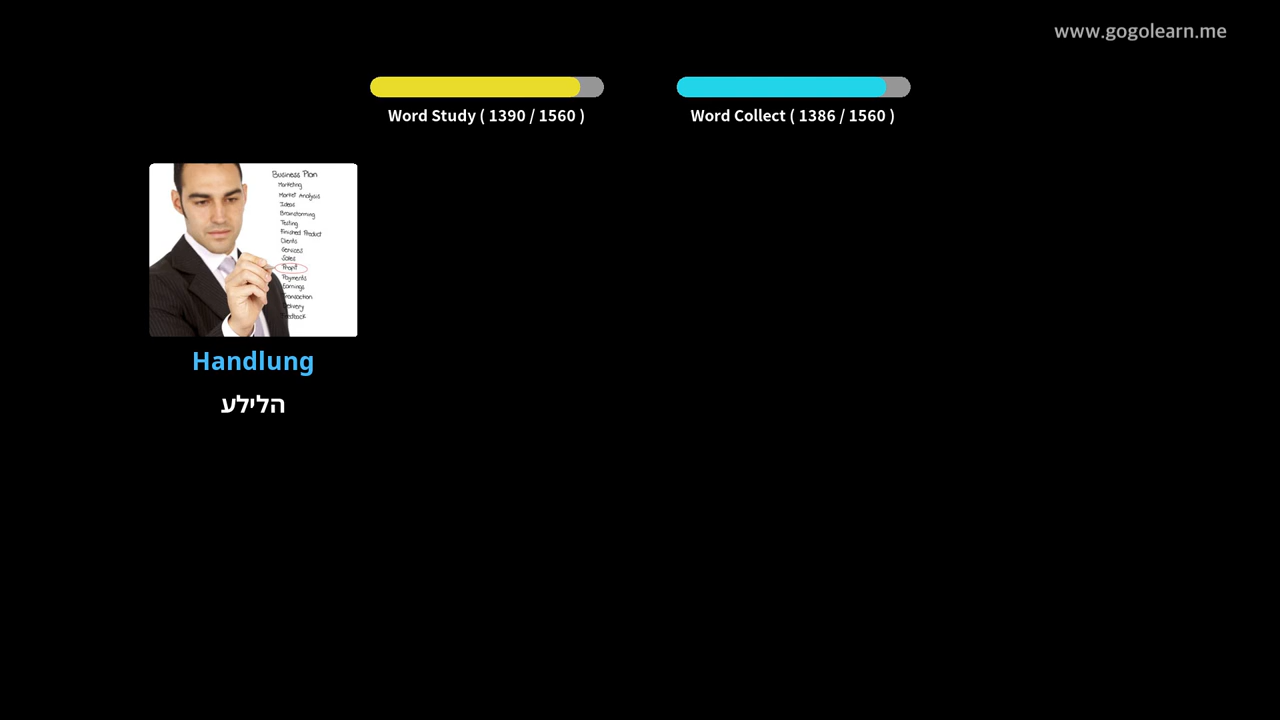 www.gogolearn.me
Word Study ( 1390 / 1560 )
Word Collect ( 1386 / 1560 )
Business Plan
Marketing
Market Analysis
Ideas
Brainstorming
Testing
Finished Product
Clients
Services
Sales
Profit
Payments
Earnings
Transaction
Delivery
Feedback
Handlung
הלילע